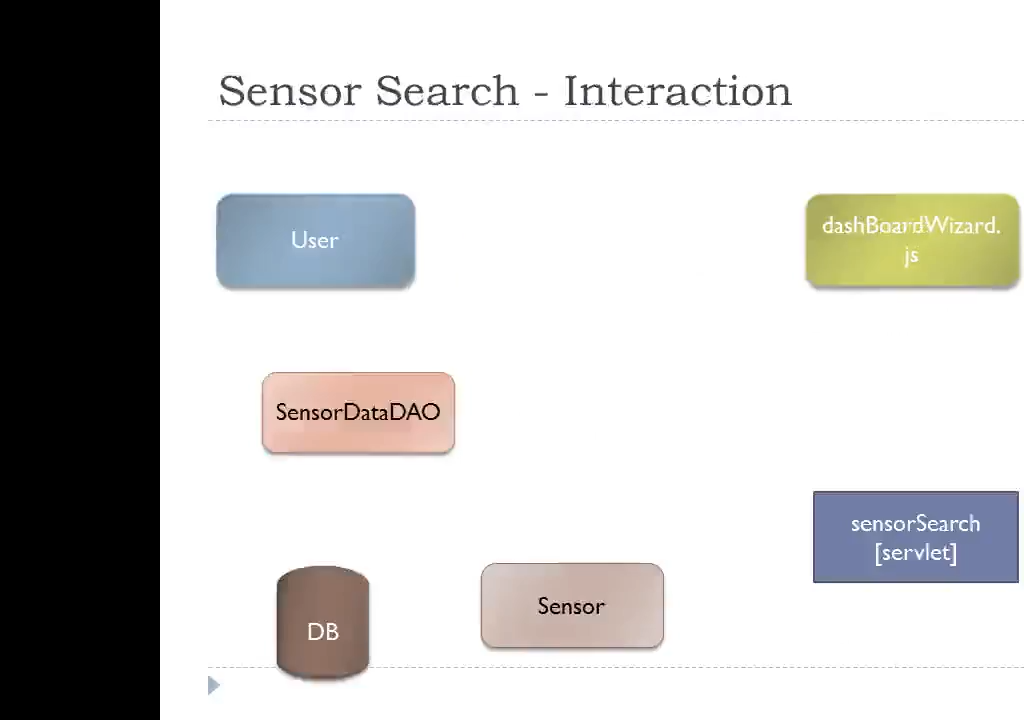 Sensor Search - Interaction
User
dashBoardWizard.
js
SensorDataDAO
sensorSearch
[servlet]
Sensor
DB